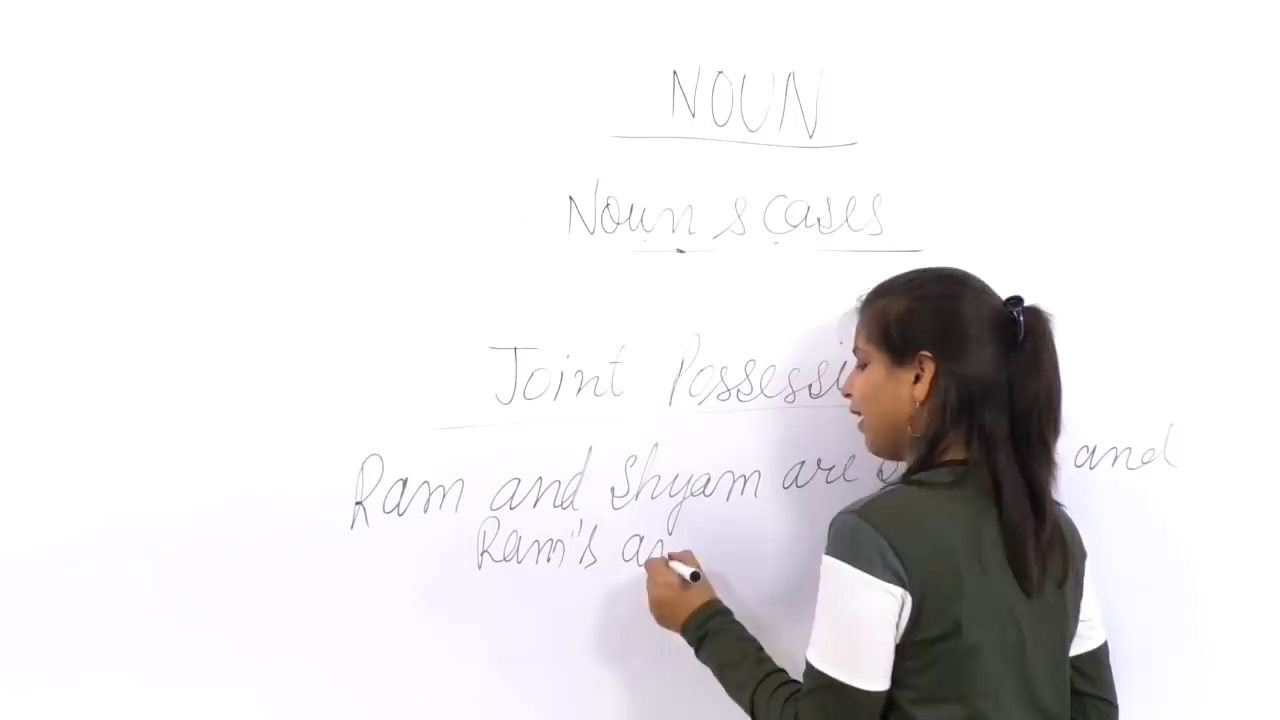 NOUN
Noun s cases
Joint Possessi
Ram and Shyam are and
Ram's a